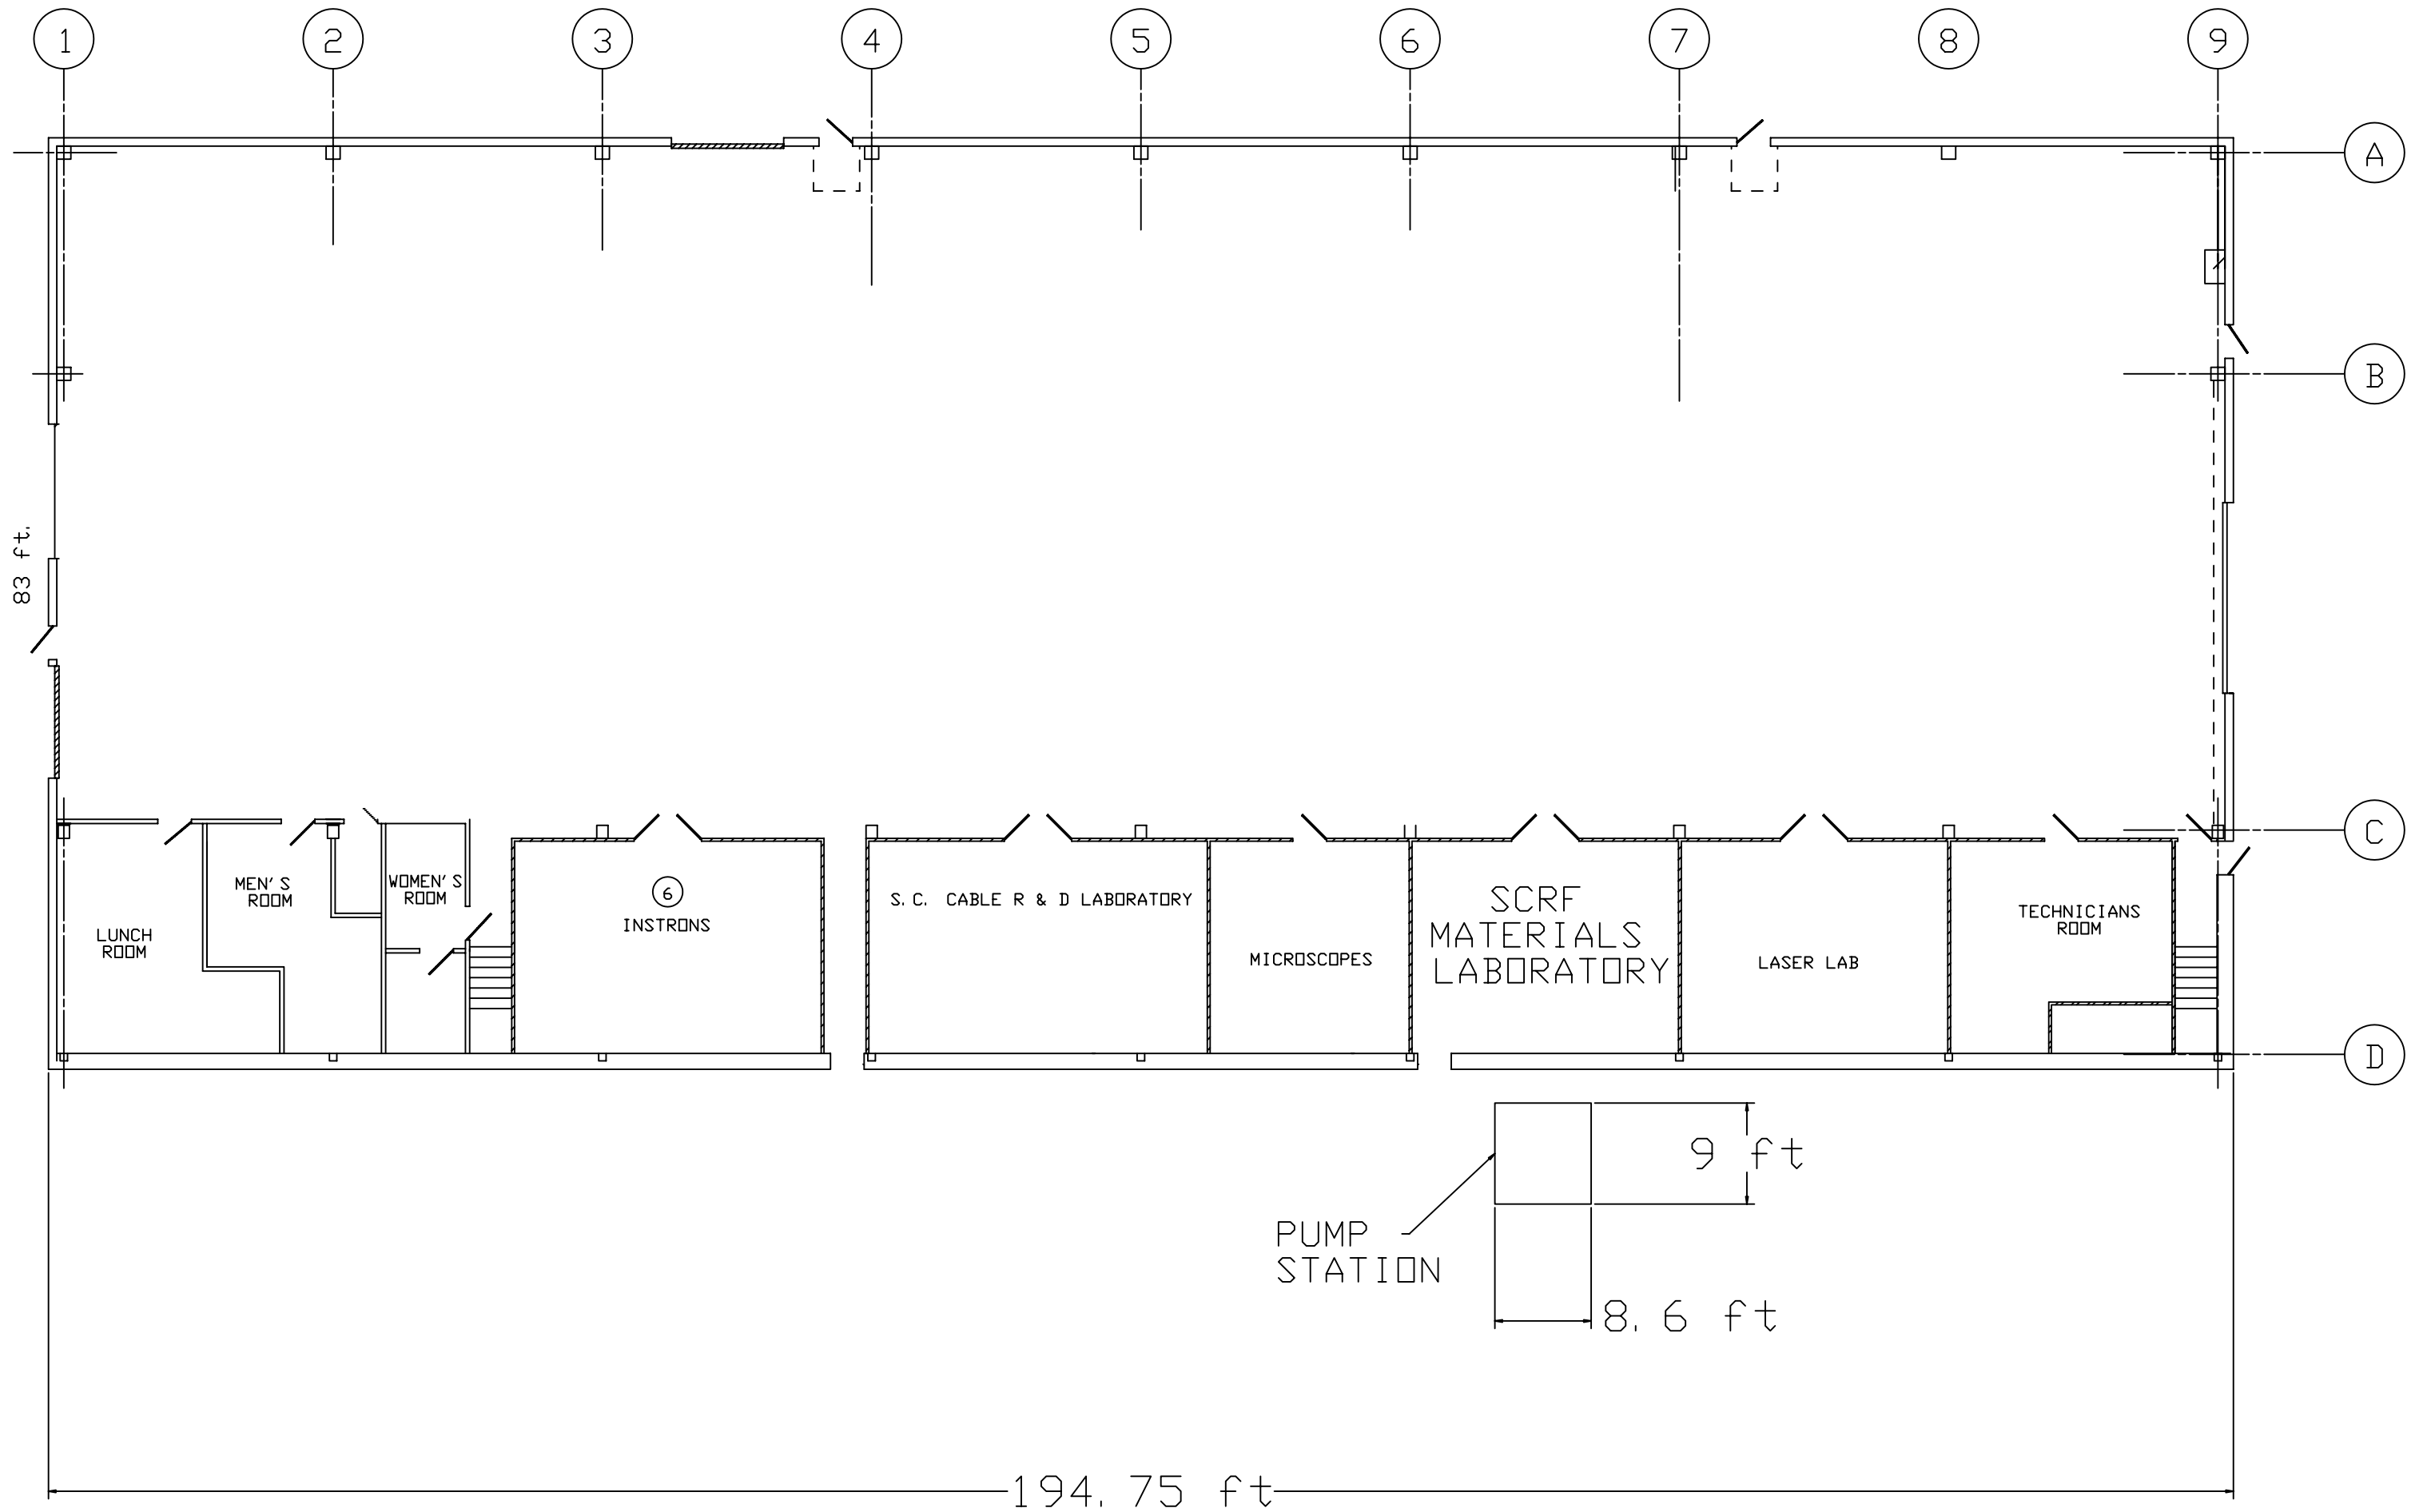 1 2 3 4 5 6 7 8 9
A
B
83 ft.
C
MEN'S
ROOM
WOMEN'S
ROOM
6
INSTRONS
S. C. CABLE R & D LABORATORY
SCRF
MATERIALS
LABORATORY
TECHNICIANS
ROOM
LUNCH
ROOM
MICROSCOPES
LASER LAB
D
9 ft
PUMP
STATION
8.6 ft
194.75 ft